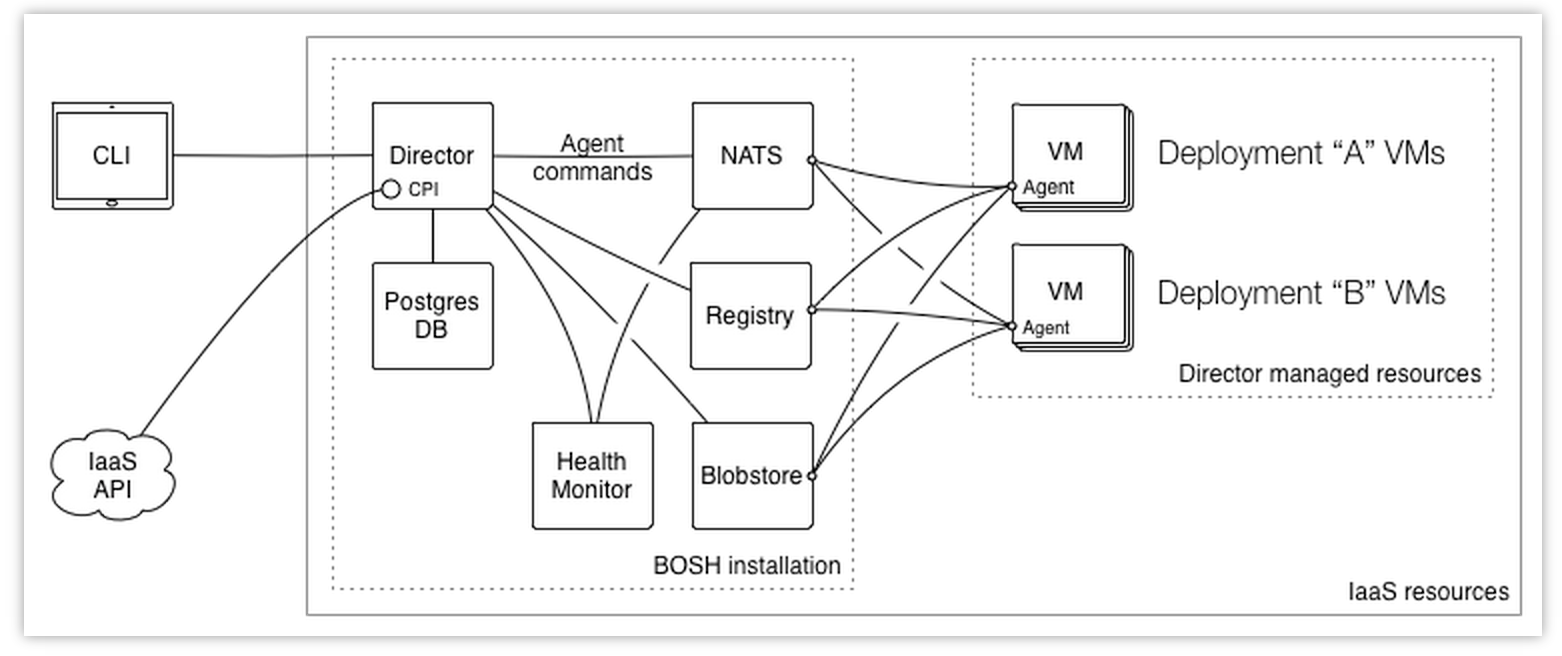 CLI
Director
CPI
Agent
commands
NATS
VM
Agent
Deployment “A” VMs
Postgres
DB
Registry
VM
Agent
Deployment “B” VMs
Director managed resources
IaaS
API
Health
Monitor
Blobstore
BOSH installation
IaaS resources